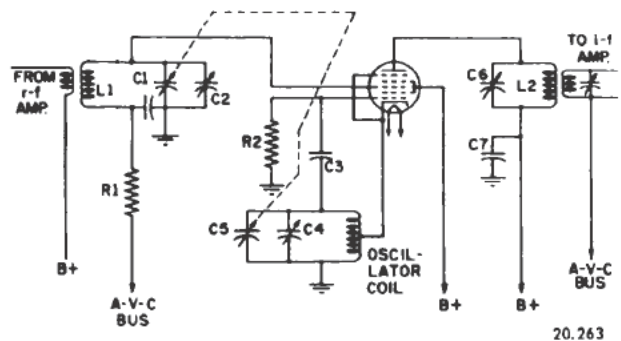 FROM
r-f
AMP.
L1
C1
C2
R1
B+
A-V-C
BUS
R2
C3
C5
C4
OSCIL-
LATOR
COIL
B+
C6
L2
C7
B+
TO i-f
AMP.
A-V-C
BUS
20.263